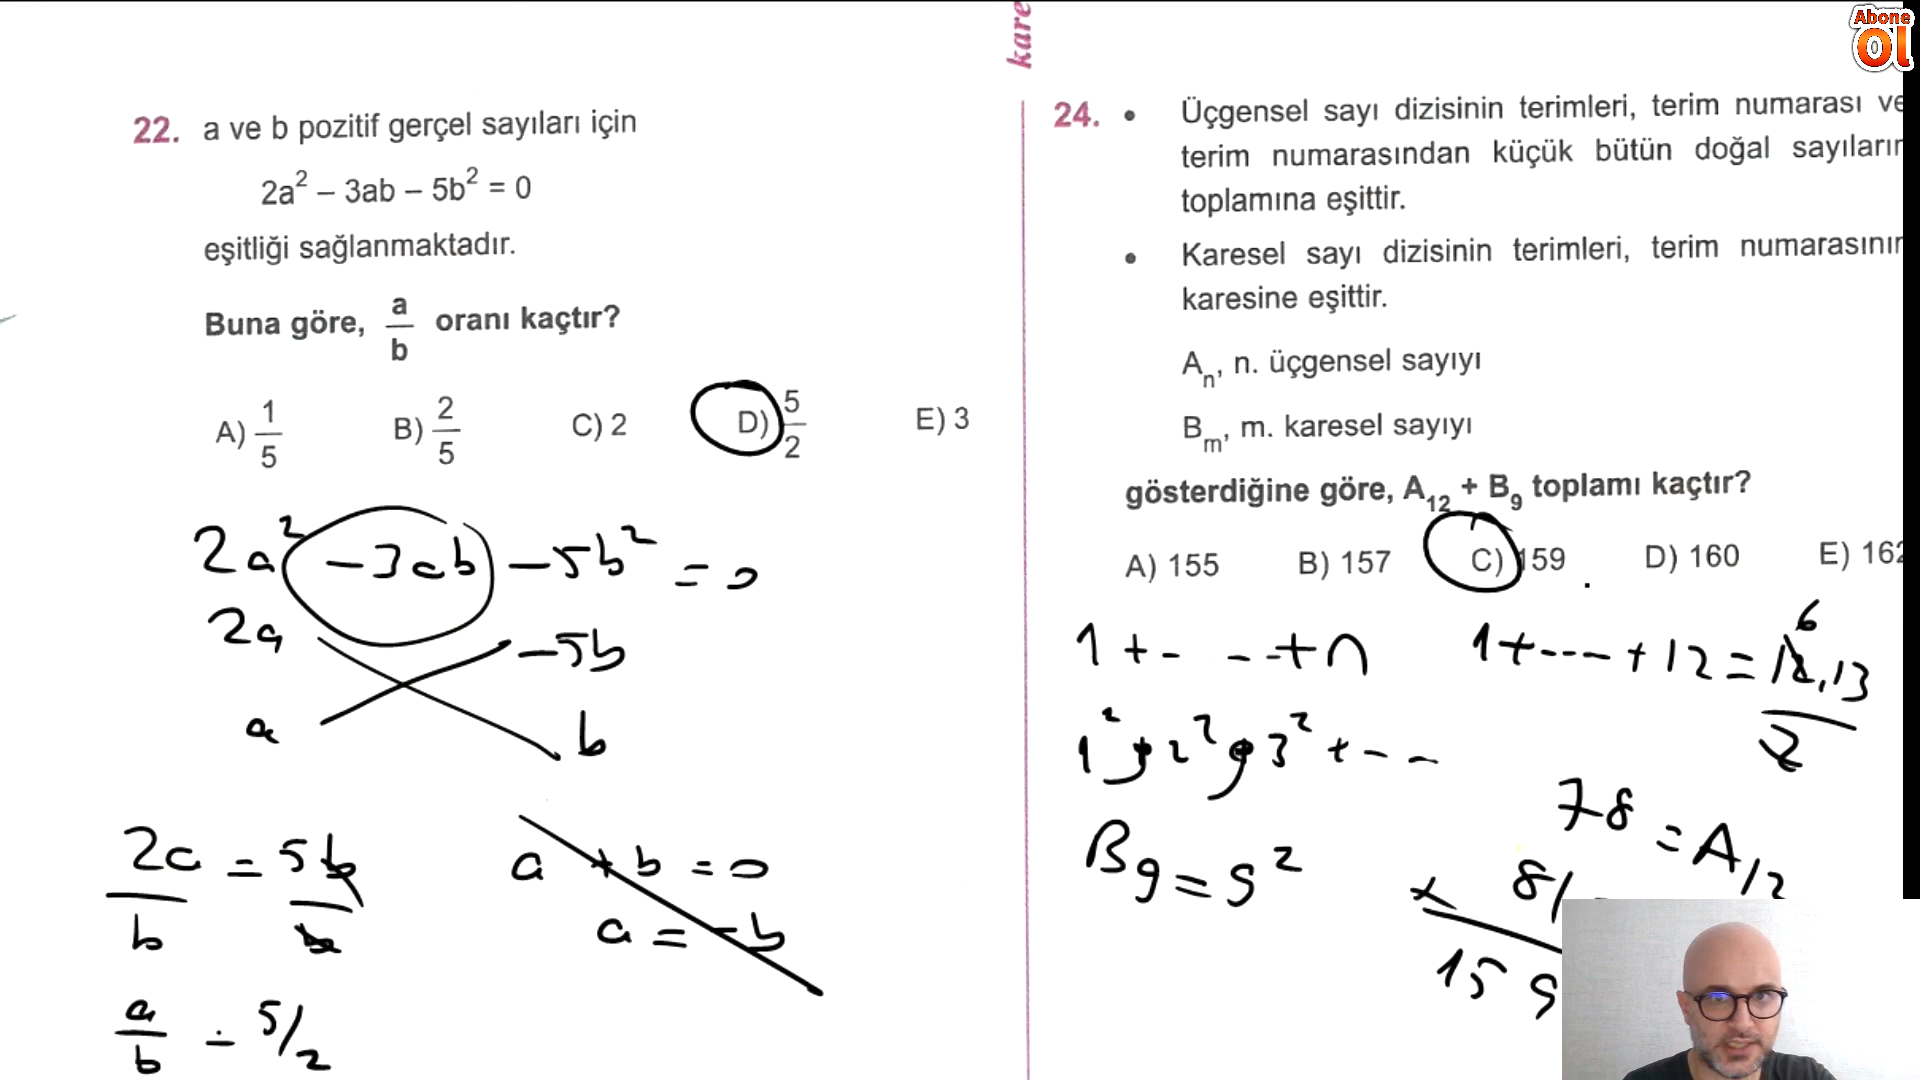 kare
Abone
Ol
22. a ve b pozitif gerçel sayıları için
2a² – 3ab – 5b² = 0
eşitliği sağlanmaktadır.
Buna göre, a/b oranı kaçtır?
A) 1/5 B) 2/5 C) 2 D) 5/2 E) 3
2a² – 3ab – 5b² = 0
2a –5b
a b
2a/b = 5b/b
a + b = 0
a = –b
a/b = 5/2
24. • Üçgensel sayı dizisinin terimleri, terim numarası ve
terim numarasından küçük bütün doğal sayıların
toplamına eşittir.
• Karesel sayı dizisinin terimleri, terim numarasının
karesine eşittir.
Aₙ, n. üçgensel sayıyı
Bₘ, m. karesel sayıyı
gösterdiğine göre, A₁₂ + B₉ toplamı kaçtır?
A) 155 B) 157 C) 159 D) 160 E) 162
1 + - - - + n
1 + ---- + 12 = 12.13/2
6
1², 2², 3² + - -
B₉ = 9²
78 = A₁₂
+ 81
159